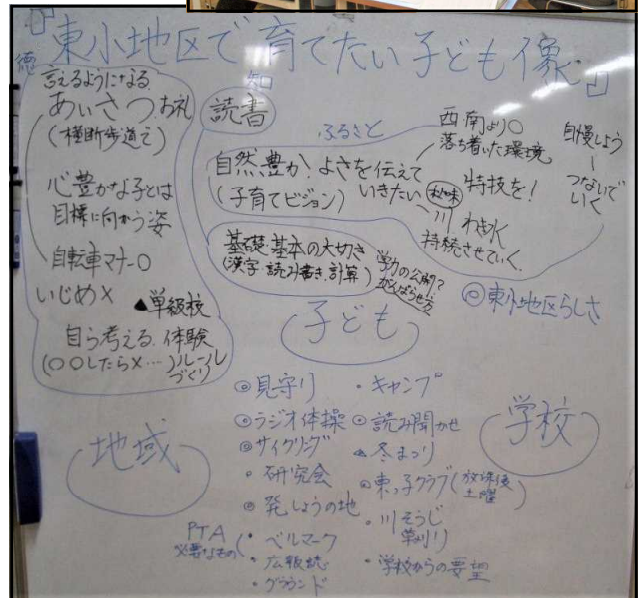 『東小地区で育てたい子ども像』
徳
言えるようになる
あいさつ お礼
(横断歩道で)
心豊かな子とは
目標に向かう姿
自転車マナー○
いじめ× ▲単級校
自ら考える 体験
(○○したら×…)ルール
づくり
知
読書
ふるさと
自然豊か!よさを伝えて
いきたい
(子育てビジョン)
西南より○
落ち着いた環境
特技を!
川 わき水
持続させていく
自慢しよう
つないで
いく
基礎・基本の大切さ
(漢字・読み書き・計算)
学力の公開?
がんばらせ方
◎東小地区らしさ
子ども
地域
学校
◎見守り
◎ラジオ体操
◎サイクリング
・研究会
◎発しょうの地
PTA
必要なもの
・ベルマーク
・広報誌
・グラウンド
・キャンプ
◎読み聞かせ
▲冬まつり
◎東っ子クラブ(放課後
土曜)
・川そうじ
草刈り
・学校からの要望